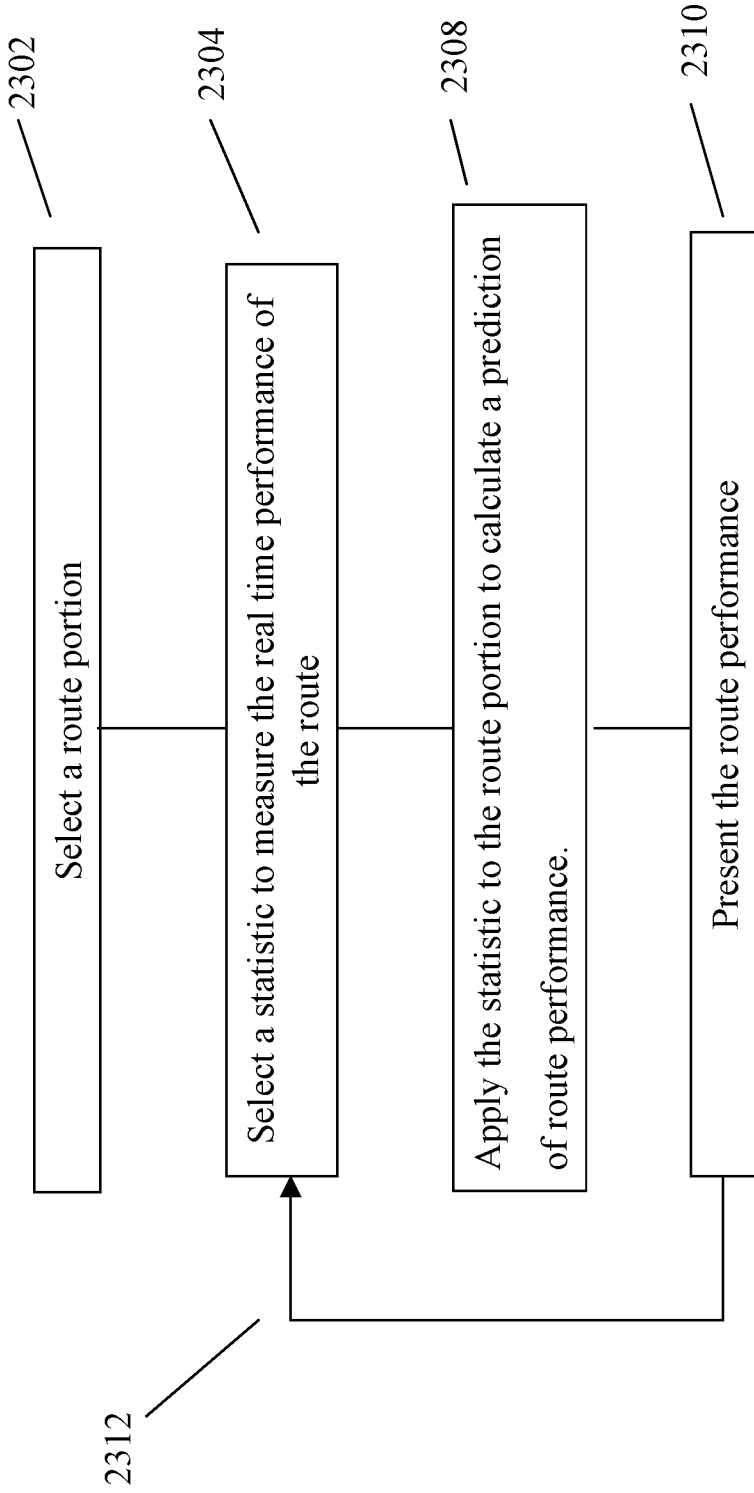 2302
Select a route portion
2304
Select a statistic to measure the real time performance of
the route
2308
Apply the statistic to the route portion to calculate a prediction
of route performance.
2310
Present the route performance
2312